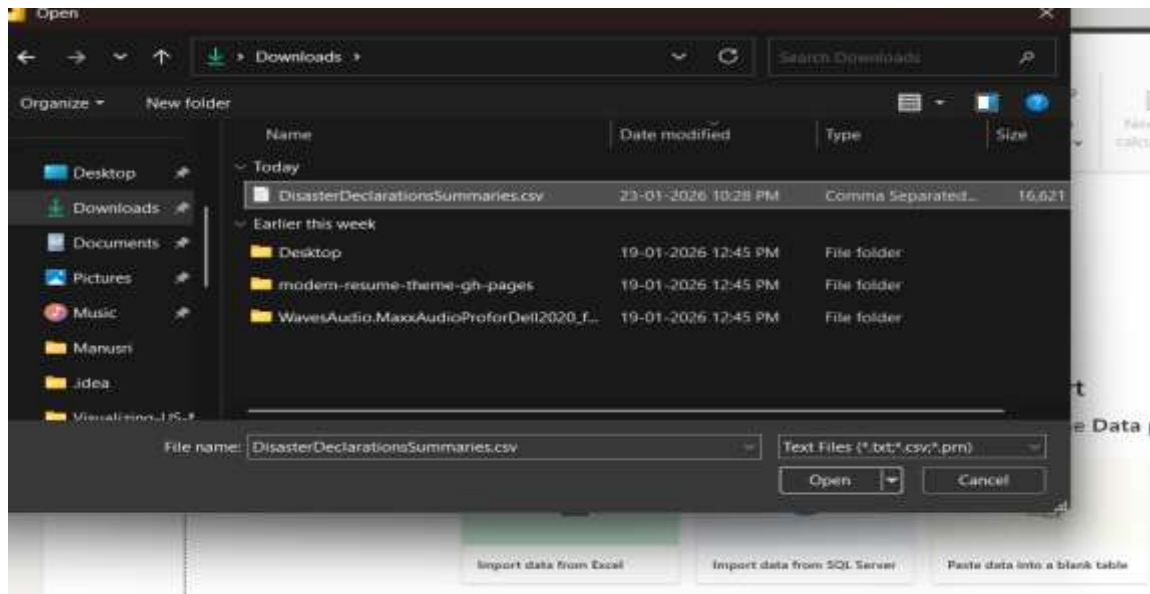 Open
Downloads
Search Downloads
Organize
New folder
Name Date modified Type Size
Today
DisasterDeclarationsSummaries.csv 23-01-2026 10:28 PM Comma Separated... 16,621
Earlier this week
Desktop 19-01-2026 12:45 PM File folder
modern-resume-theme-gh-pages 19-01-2026 12:45 PM File folder
WavesAudio.MaxxAudioProforDell2020_f... 19-01-2026 12:45 PM File folder
Desktop
Downloads
Documents
Pictures
Music
Manusri
.idea
Visualizing-US-
File name: DisasterDeclarationsSummaries.csv
Text Files (*.txt;*.csv;*.prn)
Open Cancel
t
e Data
Import data from Excel
Import data from SQL Server
Paste data into a blank table